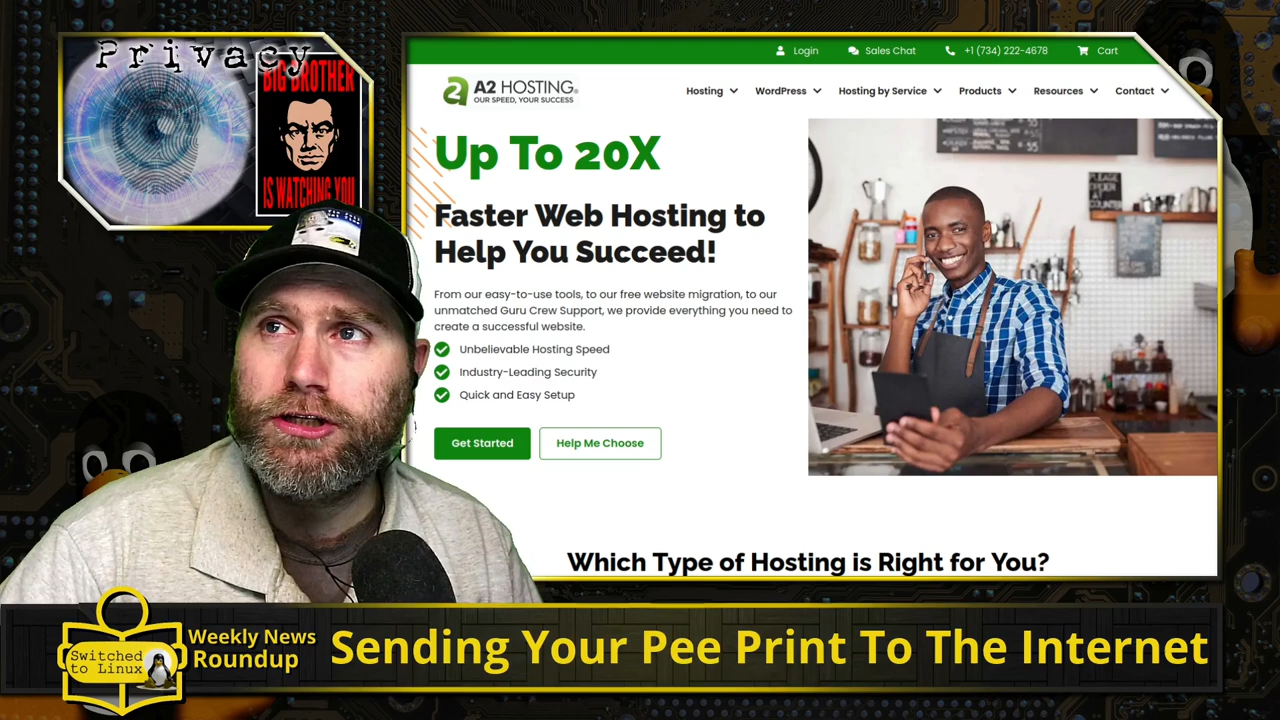 Privacy
BIG BROTHER
IS WATCHING YOU
Login
Sales Chat
+1 (734) 222-4678
Cart
A2 HOSTING®
OUR SPEED, YOUR SUCCESS
Hosting
WordPress
Hosting by Service
Products
Resources
Contact
Up To 20X
Faster Web Hosting to
Help You Succeed!
From our easy-to-use tools, to our free website migration, to our
unmatched Guru Crew Support, we provide everything you need to
create a successful website.
Unbelievable Hosting Speed
Industry-Leading Security
Quick and Easy Setup
Get Started
Help Me Choose
PLEASE
ORDER
AT
COUNTER
Which Type of Hosting is Right for You?
Switched
to Linux
Weekly News
Roundup
Sending Your Pee Print To The Internet